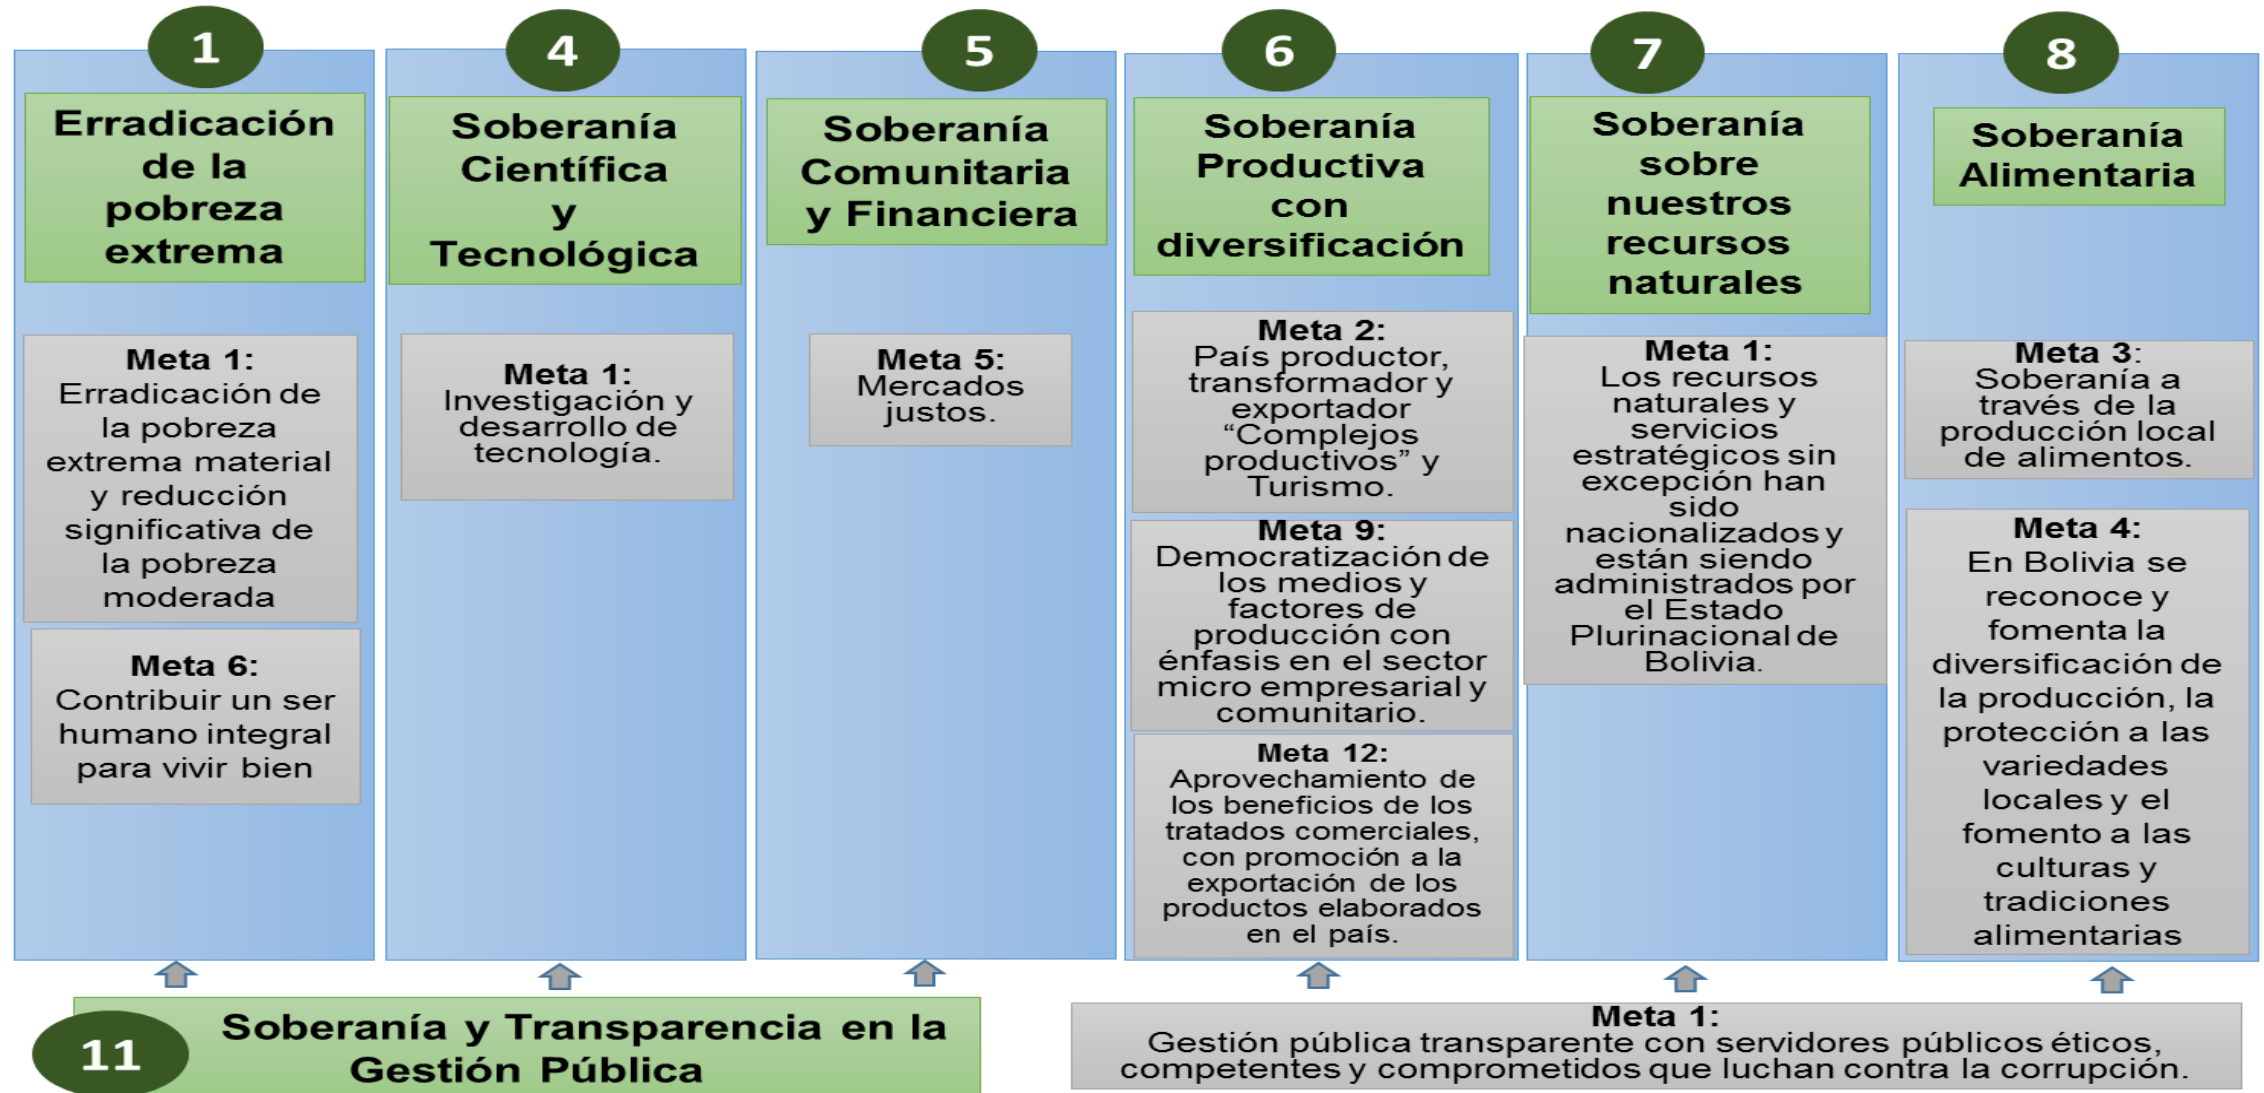 1
Erradicación
de la
pobreza
extrema
Meta 1:
Erradicación de
la pobreza
extrema material
y reducción
significativa de
la pobreza
moderada
Meta 6:
Contribuir un ser
humano integral
para vivir bien
4
Soberanía
Científica
y
Tecnológica
Meta 1:
Investigación y
desarrollo de
tecnología.
5
Soberanía
Comunitaria
y Financiera
Meta 5:
Mercados
justos.
6
Soberanía
Productiva
con
diversificación
Meta 2:
País productor,
transformador y
exportador
“Complejos
productivos” y
Turismo.
Meta 9:
Democratización de
los medios y
factores de
producción con
énfasis en el sector
micro empresarial y
comunitario.
Meta 12:
Aprovechamiento de
los beneficios de los
tratados comerciales,
con promoción a la
exportación de los
productos elaborados
en el país.
7
Soberanía
sobre
nuestros
recursos
naturales
Meta 1:
Los recursos
naturales y
servicios
estratégicos sin
excepción han
sido
nacionalizados y
están siendo
administrados por
el Estado
Plurinacional de
Bolivia.
8
Soberanía
Alimentaria
Meta 3:
Soberanía a
través de la
producción local
de alimentos.
Meta 4:
En Bolivia se
reconoce y
fomenta la
diversificación de
la producción, la
protección a las
variedades
locales y el
fomento a las
culturas y
tradiciones
alimentarias
11
Soberanía y Transparencia en la
Gestión Pública
Meta 1:
Gestión pública transparente con servidores públicos éticos,
competentes y comprometidos que luchan contra la corrupción.